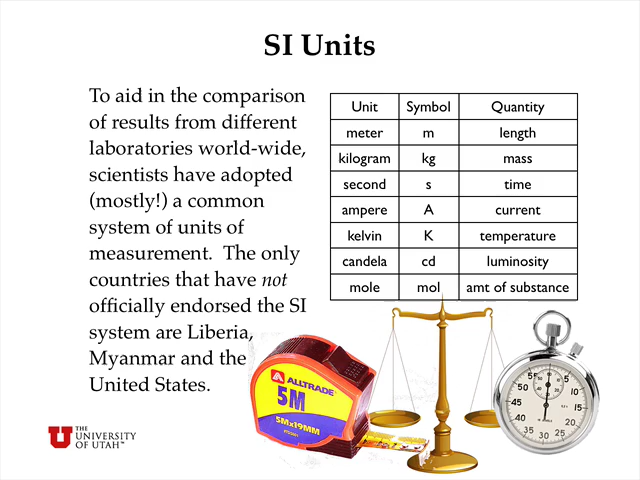 SI Units
To aid in the comparison
of results from different
laboratories world-wide,
scientists have adopted
(mostly!) a common
system of units of
measurement.  The only
countries that have not
officially endorsed the SI
system are Liberia,
Myanmar and the
United States.
Unit Symbol Quantity
meter m length
kilogram kg mass
second s time
ampere A current
kelvin K temperature
candela cd luminosity
mole mol amt of substance
ALLTRADE
5M
5Mx19MM
55 60 5
50 10
45 15
40 20
35 30 25
THE
UNIVERSITY
OF UTAH™